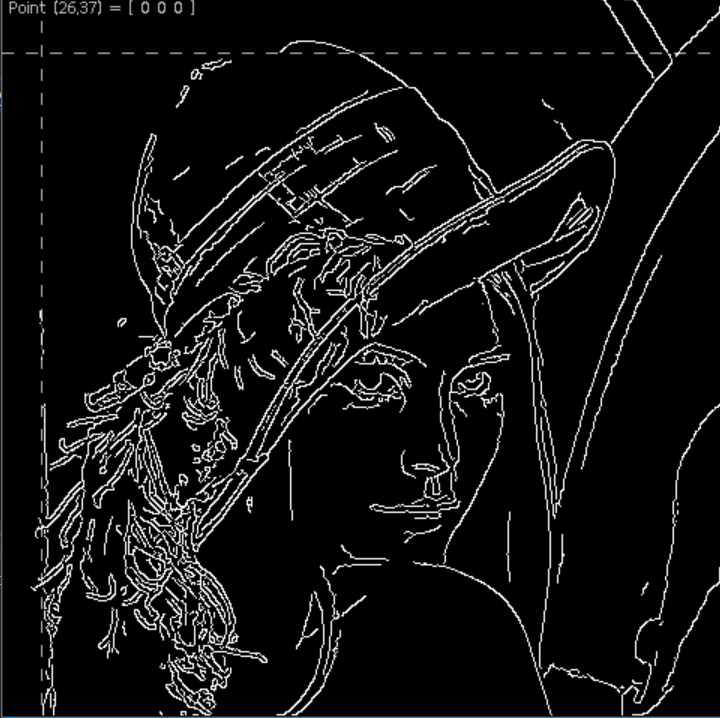 Point (26,37) = [ 0 0 0 ]